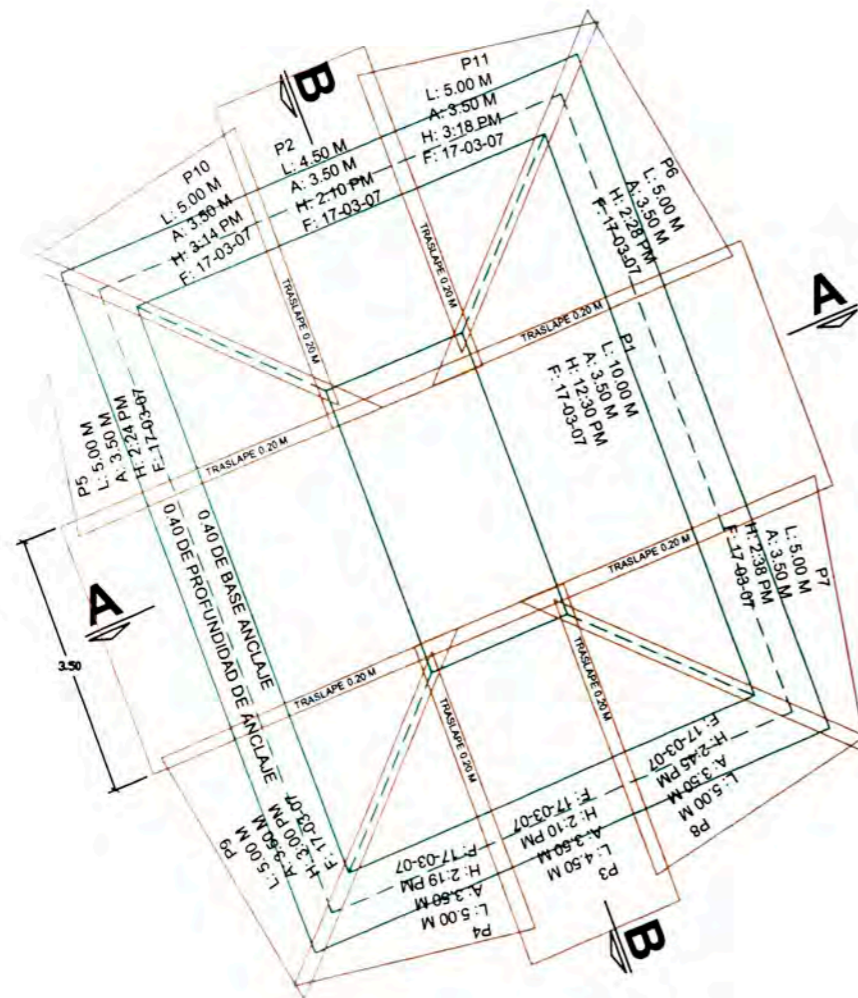 B
P11
L: 5.00 M
A: 3.50 M
H: 3:18 PM
F: 17-03-07
P2
L: 4.50 M
A: 3.50 M
H: 2:10 PM
F: 17-03-07
P10
L: 5.00 M
A: 3.50 M
H: 3:14 PM
F: 17-03-07
P6
L: 5.00 M
A: 3.50 M
H: 2:28 PM
F: 17-03-07
A
TRASLAPE 0.20 M
TRASLAPE 0.20 M
TRASLAPE 0.20 M
P1
L: 10.00 M
A: 3.50 M
H: 12:30 PM
F: 17-03-07
P5
L: 5.00 M
A: 3.50 M
H: 2:24 PM
F: 17-03-07
TRASLAPE 0.20 M
0.40 DE BASE ANCLAJE
0.40 DE PROFUNDIDAD DE ANCLAJE
A
3.50
TRASLAPE 0.20 M
P7
L: 5.00 M
A: 3.50 M
H: 2:38 PM
F: 17-03-07
TRASLAPE 0.20 M
TRASLAPE 0.20 M
TRASLAPE 0.20 M
P9
L: 5.00 M
A: 3.50 M
H: 3:00 PM
F: 17-03-07
P4
L: 5.00 M
A: 3.50 M
H: 2:19 PM
F: 17-03-07
P3
L: 4.50 M
A: 3.50 M
H: 2:10 PM
F: 17-03-07
P8
L: 5.00 M
A: 3.50 M
H: 2:45 PM
F: 17-03-07
B